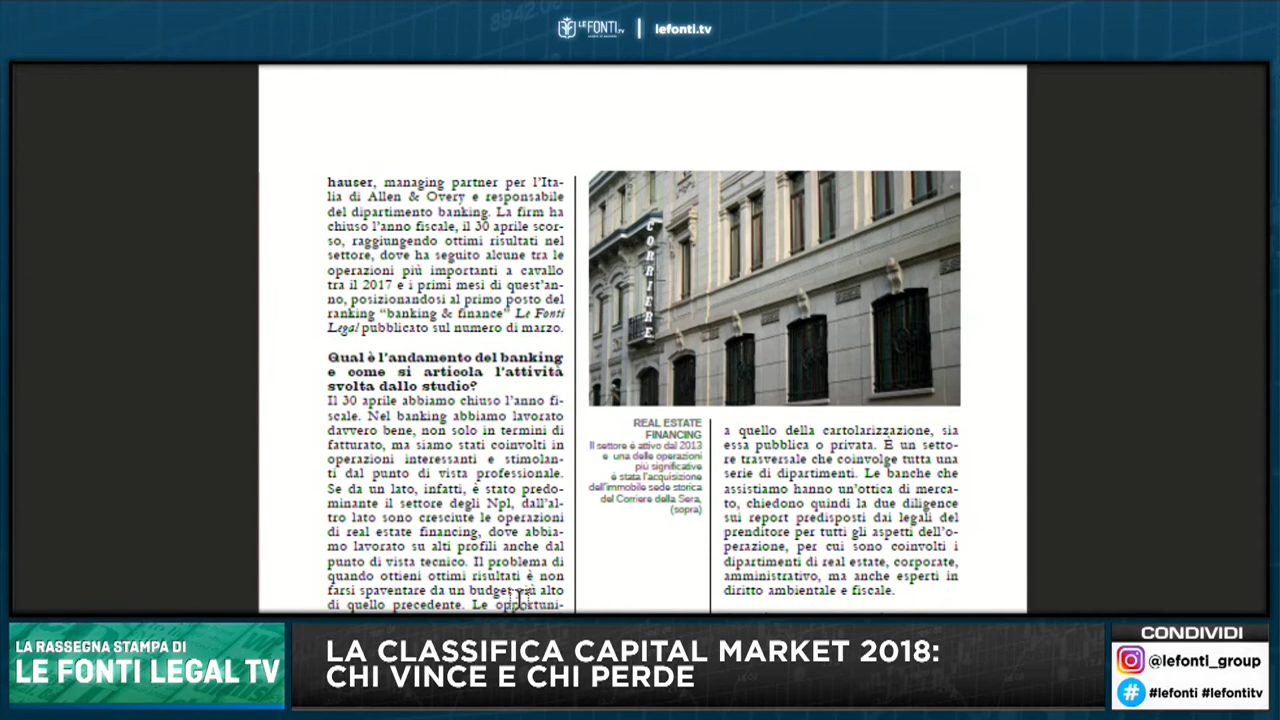 8942.08
LE FONTI.TV
lefonti.tv
hauser, managing partner per l'Ita-
lia di Allen & Overy e responsabile
del dipartimento banking. La firm ha
chiuso l'anno fiscale, il 30 aprile scor-
so, raggiungendo ottimi risultati nel
settore, dove ha seguito alcune tra le
operazioni più importanti a cavallo
tra il 2017 e i primi mesi di quest'an-
no, posizionandosi al primo posto del
ranking “banking & finance” Le Fonti
Legal pubblicato sul numero di marzo.
Qual è l'andamento del banking
e come si articola l'attività
svolta dallo studio?
Il 30 aprile abbiamo chiuso l'anno fi-
scale. Nel banking abbiamo lavorato
davvero bene, non solo in termini di
fatturato, ma siamo stati coinvolti in
operazioni interessanti e stimolan-
ti dal punto di vista professionale.
Se da un lato, infatti, è stato predo-
minante il settore degli Npl, dall'al-
tro lato sono cresciute le operazioni
di real estate financing, dove abbia-
mo lavorato su alti profili anche dal
punto di vista tecnico. Il problema di
quando ottieni ottimi risultati è non
farsi spaventare da un budget più alto
di quello precedente. Le opportuni-
CORRIERE
REAL ESTATE
FINANCING
Il settore è attivo dal 2013
e una delle operazioni
più significative
è stata l'acquisizione
dell'immobile sede storica
del Corriere della Sera,
(sopra)
a quello della cartolarizzazione, sia
essa pubblica o privata. È un setto-
re trasversale che coinvolge tutta una
serie di dipartimenti. Le banche che
assistiamo hanno un'ottica di merca-
to, chiedono quindi la due diligence
sui report predisposti dai legali del
prenditore per tutti gli aspetti dell'o-
perazione, per cui sono coinvolti i
dipartimenti di real estate, corporate,
amministrativo, ma anche esperti in
diritto ambientale e fiscale.
LA RASSEGNA STAMPA DI
LE FONTI LEGAL TV
LA CLASSIFICA CAPITAL MARKET 2018:
CHI VINCE E CHI PERDE
CONDIVIDI
@lefonti_group
#lefonti #lefontitv